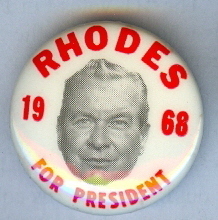 RHODES
19 68
FOR PRESIDENT